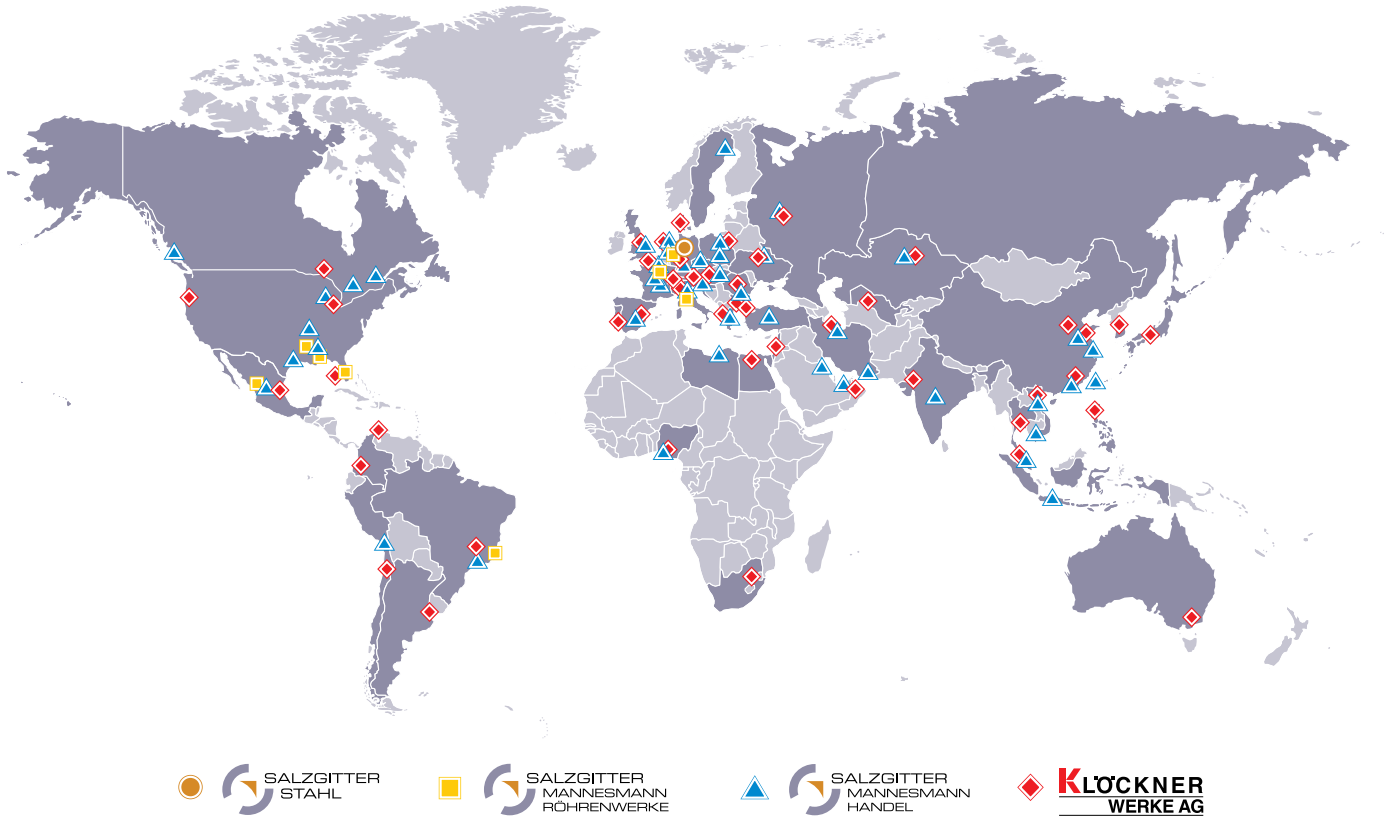 SALZGITTER
STAHL
SALZGITTER
MANNESMANN
RÖHRENWERKE
SALZGITTER
MANNESMANN
HANDEL
KLÖCKNER
WERKE AG